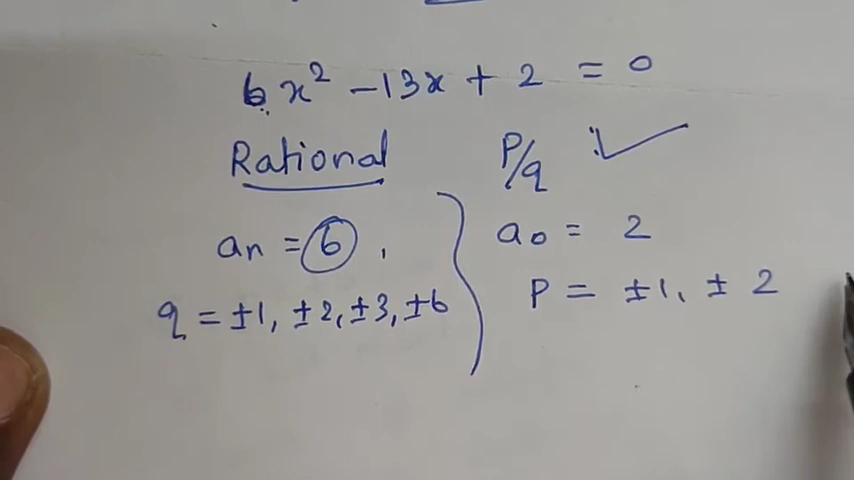 6x² - 13x + 2 = 0
Rational p/q
aₙ = 6, a₀ = 2
q = ±1, ±2, ±3, ±6 p = ±1, ±2